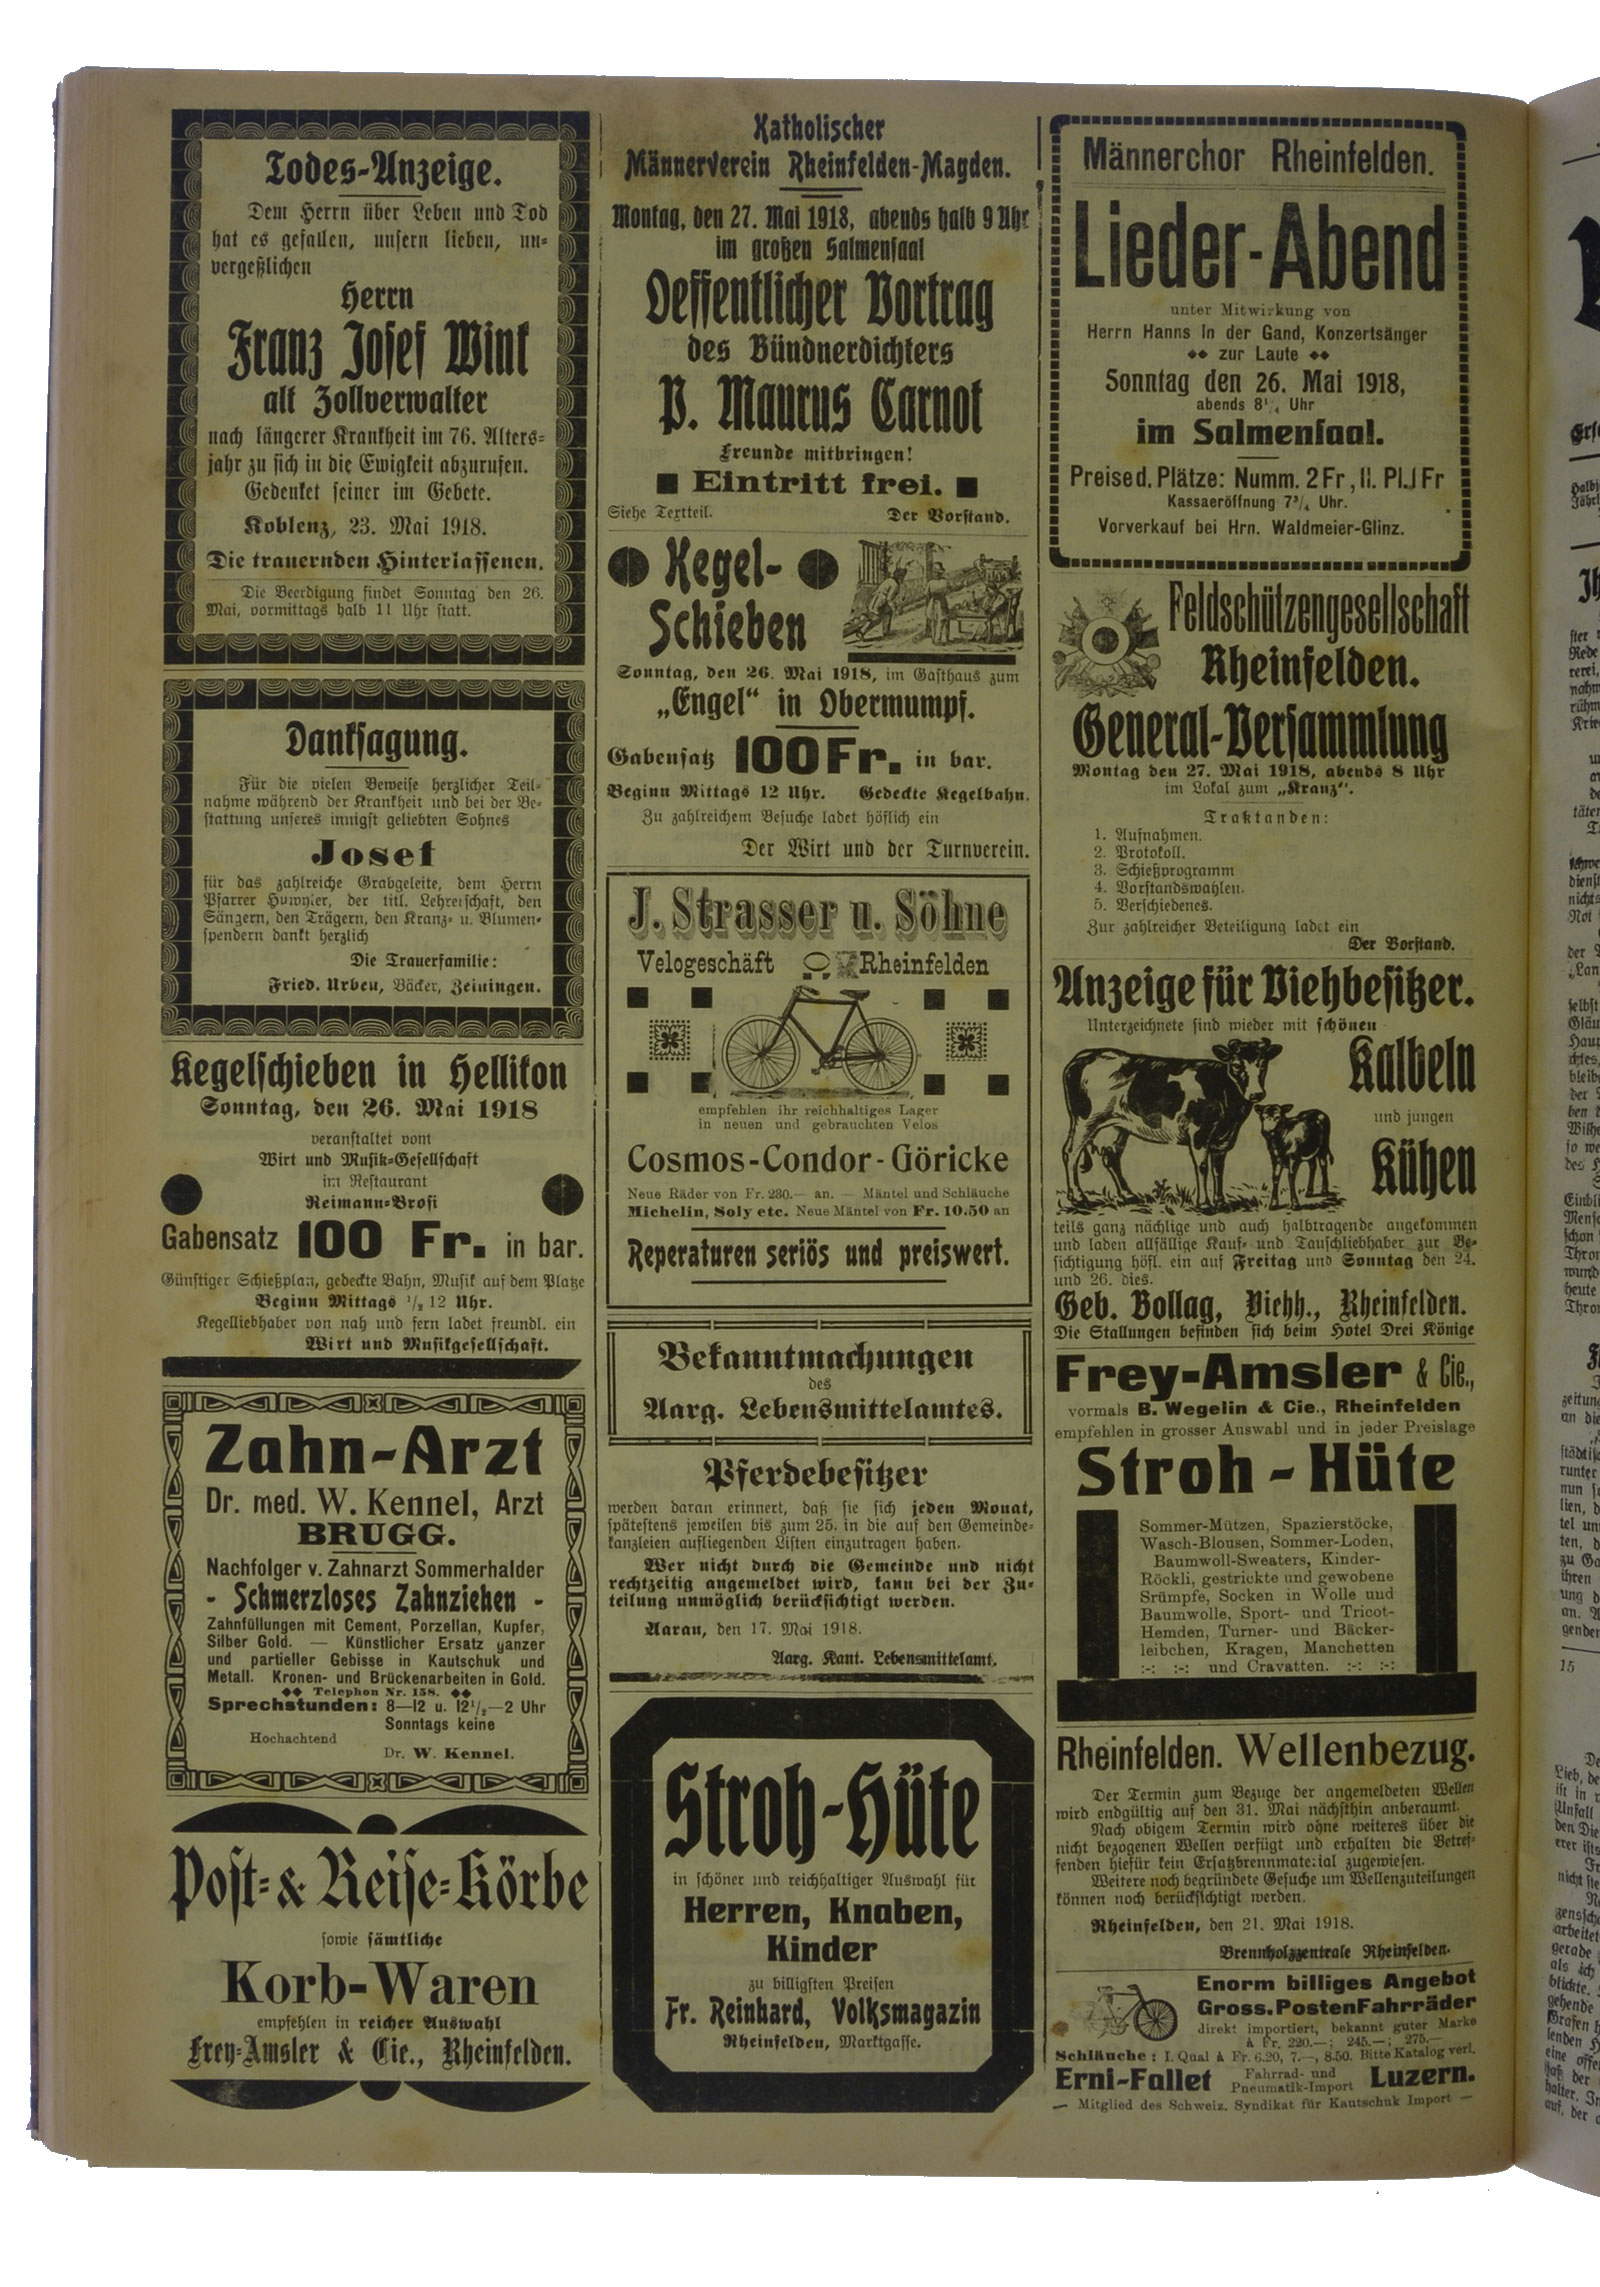 Todes-Anzeige.
Dem Herrn über Leben und Tod
hat es gefallen, unsern lieben, un-
vergeßlichen
Herrn
Franz Josef Wink
alt Zollverwalter
nach längerer Krankheit im 76. Alters-
jahr zu sich in die Ewigkeit abzurufen.
Gedenket seiner im Gebete.
Koblenz, 23. Mai 1918.
Die trauernden Hinterlassenen.
Die Beerdigung findet Sonntag den 26.
Mai, vormittags halb 11 Uhr statt.
Danksagung.
Für die vielen Beweise herzlicher Teil-
nahme während der Krankheit und bei der Be-
stattung unseres innigst geliebten Sohnes
Josef
für das zahlreiche Grabgeleite, dem Herrn
Pfarrer Huwyler, der titl. Lehrerschaft, den
Sängern, den Trägern, den Kranz- u. Blumen-
spendern dankt herzlich
Die Trauerfamilie:
Fried. Urben, Bäcker, Zeiningen.
Kegelschieben in Hellikon
Sonntag, den 26. Mai 1918
veranstaltet vom
Wirt und Musik-Gesellschaft
im Restaurant
Reimann-Brosi
Gabensatz 100 Fr. in bar.
Günstiger Schießplan, gedeckte Bahn, Musik auf dem Platze
Beginn Mittags 1/2 12 Uhr.
Kegelliebhaber von nah und fern ladet freundl. ein
Wirt und Musikgesellschaft.
Zahn-Arzt
Dr. med. W. Kennel, Arzt
BRUGG.
Nachfolger v. Zahnarzt Sommerhalder
- Schmerzloses Zahnziehen -
Zahnfüllungen mit Cement, Porzellan, Kupfer,
Silber Gold. — Künstlicher Ersatz ganzer
und partieller Gebisse in Kautschuk und
Metall. Kronen- und Brückenarbeiten in Gold.
Telephon Nr. 158.
Sprechstunden: 8—12 u. 12½—2 Uhr
Sonntags keine
Hochachtend
Dr. W. Kennel.
Post- & Reise-Körbe
sowie sämtliche
Korb-Waren
empfehlen in reicher Auswahl
Frey-Amsler & Cie., Rheinfelden.
Katholischer
Männerverein Rheinfelden-Magden.
Montag, den 27. Mai 1918, abends halb 9 Uhr
im großen Salmensaal
Oeffentlicher Vortrag
des Bündnerdichters
P. Maurus Carnot
Freunde mitbringen!
Eintritt frei.
Siehe Textteil. Der Vorstand.
Kegel-
Schieben
Sonntag, den 26. Mai 1918, im Gasthaus zum
„Engel“ in Obermumpf.
Gabensatz 100 Fr. in bar.
Beginn Mittags 12 Uhr. Gedeckte Kegelbahn.
Zu zahlreichem Besuche ladet höflich ein
Der Wirt und der Turnverein.
J. Strasser u. Söhne
Velogeschäft Rheinfelden
empfehlen ihr reichhaltiges Lager
in neuen und gebrauchten Velos
Cosmos-Condor-Göricke
Neue Räder von Fr. 230.— an. — Mäntel und Schläuche
Michelin, Soly etc. Neue Mäntel von Fr. 10.50 an
Reperaturen seriös und preiswert.
Bekanntmachungen
des
Aarg. Lebensmittelamtes.
Pferdebesitzer
werden daran erinnert, daß sie sich jeden Monat,
spätestens jeweilen bis zum 25. in die auf den Gemeinde-
kanzleien aufliegenden Listen einzutragen haben.
Wer nicht durch die Gemeinde und nicht
rechtzeitig angemeldet wird, kann bei der Zu-
teilung unmöglich berücksichtigt werden.
Aarau, den 17. Mai 1918.
Aarg. Kant. Lebensmittelamt.
Stroh-Hüte
in schöner und reichhaltiger Auswahl für
Herren, Knaben,
Kinder
zu billigsten Preisen
Fr. Reinhard, Volksmagazin
Rheinfelden, Marktgasse.
Männerchor Rheinfelden.
Lieder-Abend
unter Mitwirkung von
Herrn Hanns In der Gand, Konzertsänger
zur Laute
Sonntag den 26. Mai 1918,
abends 8¼ Uhr
im Salmensaal.
Preise d. Plätze: Numm. 2 Fr, II. Pl. 1 Fr
Kassaeröffnung 7¾ Uhr.
Vorverkauf bei Hrn. Waldmeier-Glinz.
Feldschützengesellschaft
Rheinfelden.
General-Versammlung
Montag den 27. Mai 1918, abends 8 Uhr
im Lokal zum „Kranz“.
Traktanden:
1. Aufnahmen.
2. Protokoll.
3. Schießprogramm
4. Vorstandswahlen.
5. Verschiedenes.
Zur zahlreicher Beteiligung ladet ein
Der Vorstand.
Anzeige für Viehbesitzer.
Unterzeichnete sind wieder mit schönen
Kalbeln
und jungen
Kühen
teils ganz nächlige und auch halbtragende angekommen
und laden allfällige Kauf- und Tauschliebhaber zur Be-
sichtigung höfl. ein auf Freitag und Sonntag den 24.
und 26. dies.
Geb. Bollag, Viehh., Rheinfelden.
Die Stallungen befinden sich beim Hotel Drei Könige
Frey-Amsler & Cie.,
vormals B. Wegelin & Cie., Rheinfelden
empfehlen in grosser Auswahl und in jeder Preislage
Stroh-Hüte
Sommer-Mützen, Spazierstöcke,
Wasch-Blousen, Sommer-Loden,
Baumwoll-Sweaters, Kinder-
Röckli, gestrickte und gewobene
Srümpfe, Socken in Wolle und
Baumwolle, Sport- und Tricot-
Hemden, Turner- und Bäcker-
leibchen, Kragen, Manchetten
:-: :-: und Cravatten. :-: :-:
Rheinfelden. Wellenbezug.
Der Termin zum Bezuge der angemeldeten Wellen
wird endgültig auf den 31. Mai nächsthin anberaumt.
Nach obigem Termin wird ohne weiteres über die
nicht bezogenen Wellen verfügt und erhalten die Betref-
fenden hiefür kein Ersatzbrennmaterial zugewiesen.
Weitere noch begründete Gesuche um Wellenzuteilungen
können noch berücksichtigt werden.
Rheinfelden, den 21. Mai 1918.
Brennholzzentrale Rheinfelden.
Enorm billiges Angebot
Gross. Posten Fahrräder
direkt importiert, bekannt guter Marke
à Fr. 220.—; 245.—; 275.—
Schläuche: I. Qual à Fr. 6.20, 7.—, 8.50. Bitte Katalog verl.
Erni-Fallet Fahrrad- und Pneumatik-Import Luzern.
— Mitglied des Schweiz. Syndikat für Kautschuk Import —